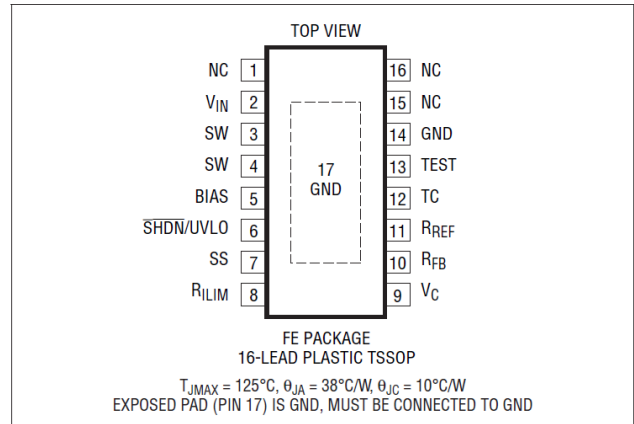 TOP VIEW
NC 1 16 NC
VIN 2 15 NC
SW 3 14 GND
SW 4 13 TEST
BIAS 5 12 TC
SHDN/UVLO 6 11 RREF
SS 7 10 RFB
RILIM 8 9 VC
17
GND
FE PACKAGE
16-LEAD PLASTIC TSSOP
TJMAX = 125°C, θJA = 38°C/W, θJC = 10°C/W
EXPOSED PAD (PIN 17) IS GND, MUST BE CONNECTED TO GND